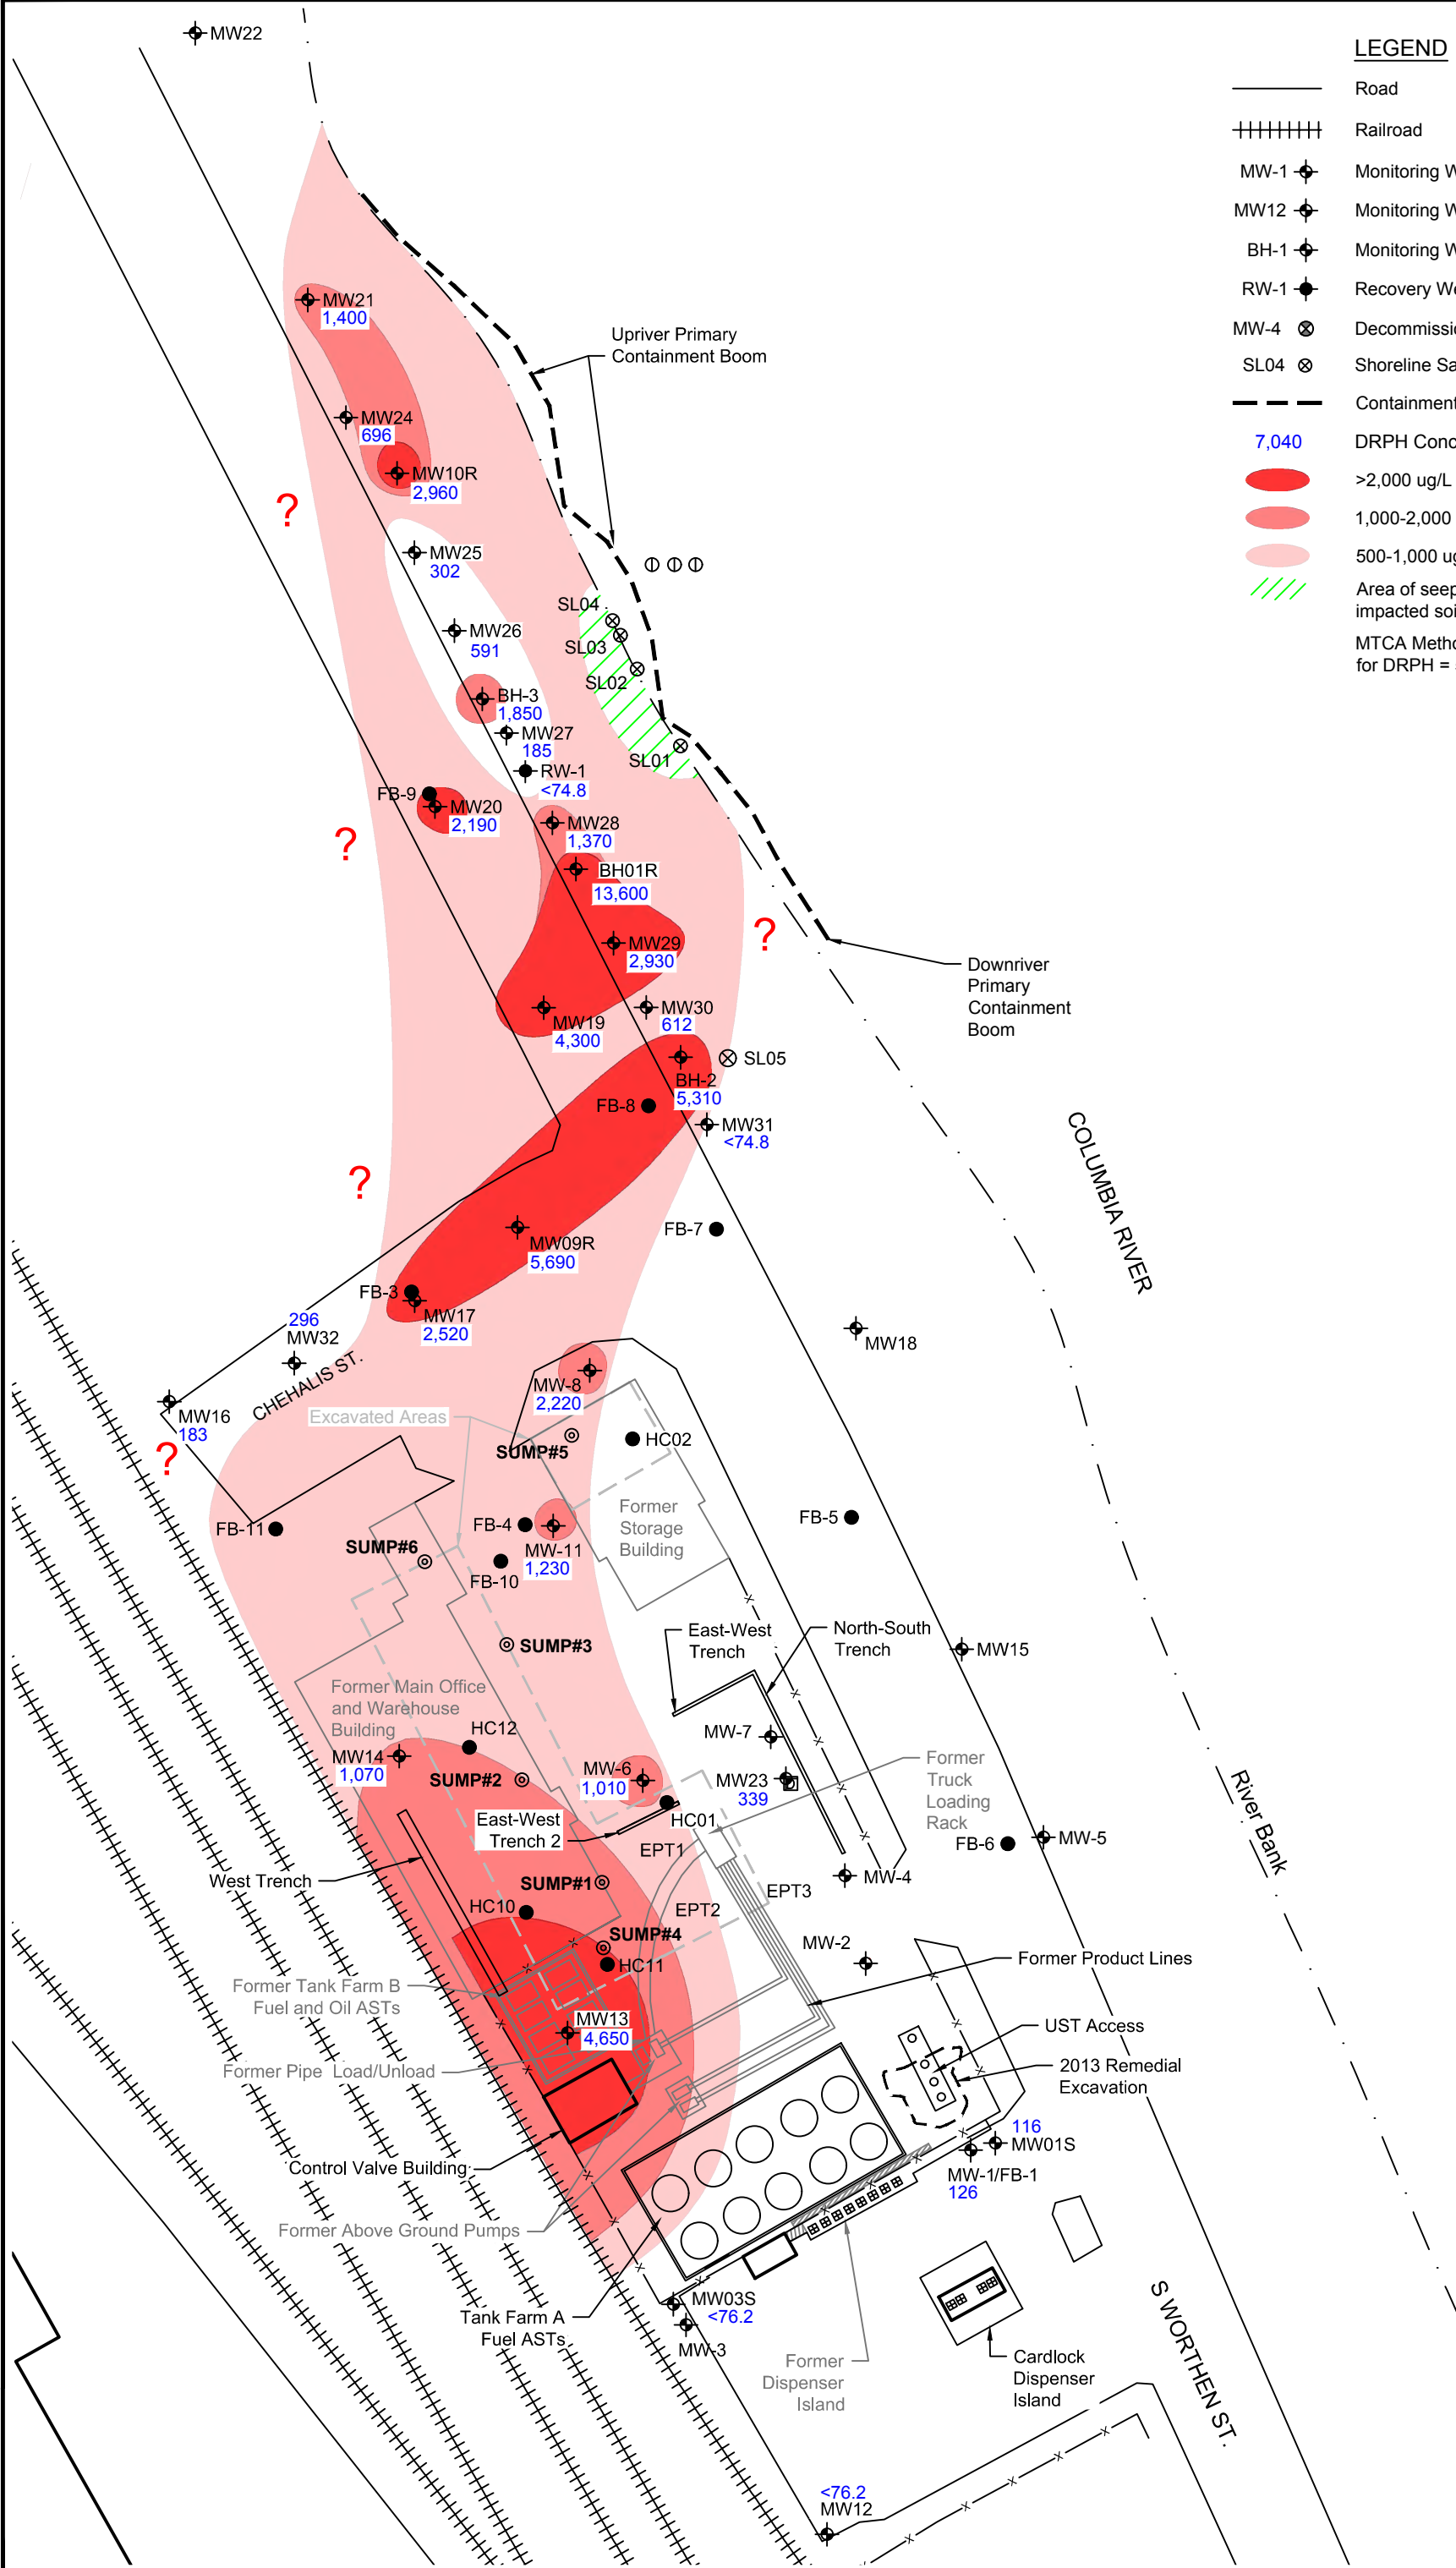 MW22
LEGEND
Road
Railroad
MW-1
Monitoring W
MW12
Monitoring W
BH-1
Monitoring W
RW-1
Recovery We
MW-4
Decommissio
SL04
Shoreline Sa
Containment
7,040
DRPH Conc
>2,000 ug/L
1,000-2,000
500-1,000 ug
Area of seep
impacted soi
MTCA Metho
for DRPH =
MW21
1,400
Upriver Primary
Containment Boom
MW24
696
MW10R
2,960
?
MW25
302
SL04
MW26
591
SL03
SL02
BH-3
1,850
MW27
185
SL01
RW-1
<74.8
FB-9
MW20
2,190
MW28
1,370
?
BH01R
13,600
?
MW29
2,930
Downriver
Primary
Containment
Boom
MW30
612
MW19
4,300
SL05
BH-2
5,310
FB-8
MW31
<74.8
COLUMBIA RIVER
?
FB-7
MW09R
5,690
FB-3
MW17
2,520
296
MW32
MW18
CHEHALIS ST.
MW-8
2,220
MW16
183
Excavated Areas
?
SUMP#5
HC02
FB-11
FB-4
Former
Storage
Building
FB-5
SUMP#6
MW-11
1,230
FB-10
SUMP#3
East-West
Trench
North-South
Trench
MW15
Former Main Office
and Warehouse
Building
HC12
MW-7
MW14
1,070
SUMP#2
MW-6
1,010
MW23
339
Former
Truck
Loading
Rack
River Bank
East-West
Trench 2
HC01
FB-6
MW-5
EPT1
West Trench
SUMP#1
EPT3
MW-4
HC10
EPT2
SUMP#4
MW-2
HC11
Former Product Lines
Former Tank Farm B
Fuel and Oil ASTs
MW13
4,650
UST Access
Former Pipe Load/Unload
2013 Remedial
Excavation
116
MW01S
Control Valve Building
MW-1/FB-1
126
Former Above Ground Pumps
MW03S
<76.2
Tank Farm A
Fuel ASTs
MW-3
Former
Dispenser
Island
Cardlock
Dispenser
Island
S WORTHEN ST.
<76.2
MW12